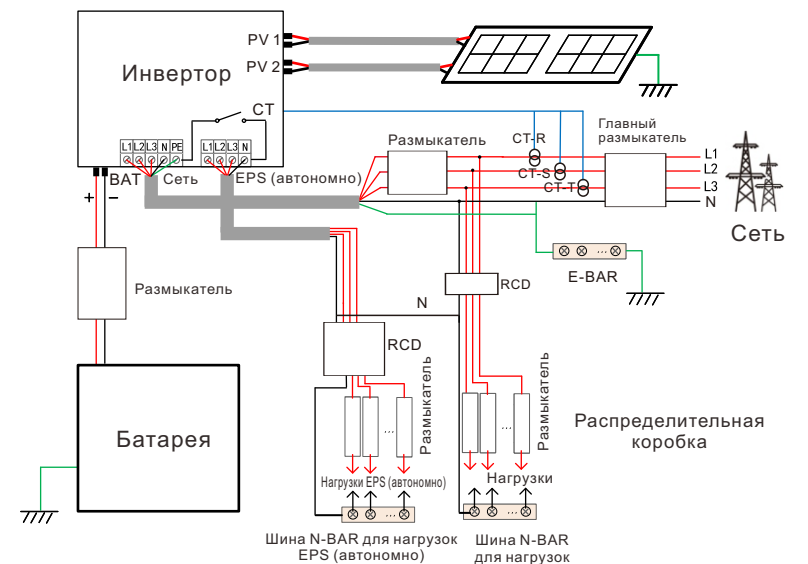 PV 1
PV 2
Инвертор
CT
L1 L2 L3 N PE
L1 L2 L3 N
BAT
Сеть
EPS (автономно)
+
−
Размыкатель
CT-R
CT-S
CT-T
Главный
размыкатель
L1
L2
L3
N
Сеть
E-BAR
Размыкатель
RCD
N
RCD
Батарея
Размыкатель
...
...
Размыкатель
Распределительная
коробка
Нагрузки EPS (автономно)
Нагрузки
...
...
Шина N-BAR для нагрузок
EPS (автономно)
Шина N-BAR
для нагрузок